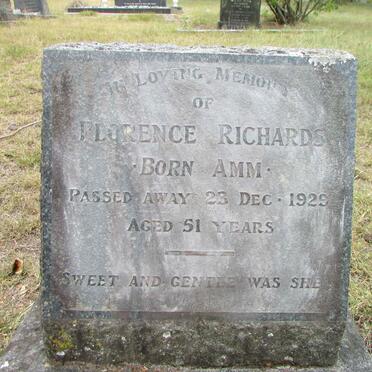 IN LOVING MEMORY
OF
FLORENCE RICHARDS
· BORN AMM ·
PASSED AWAY 23 DEC · 1929
AGED 51 YEARS
SWEET AND GENTLE WAS SHE